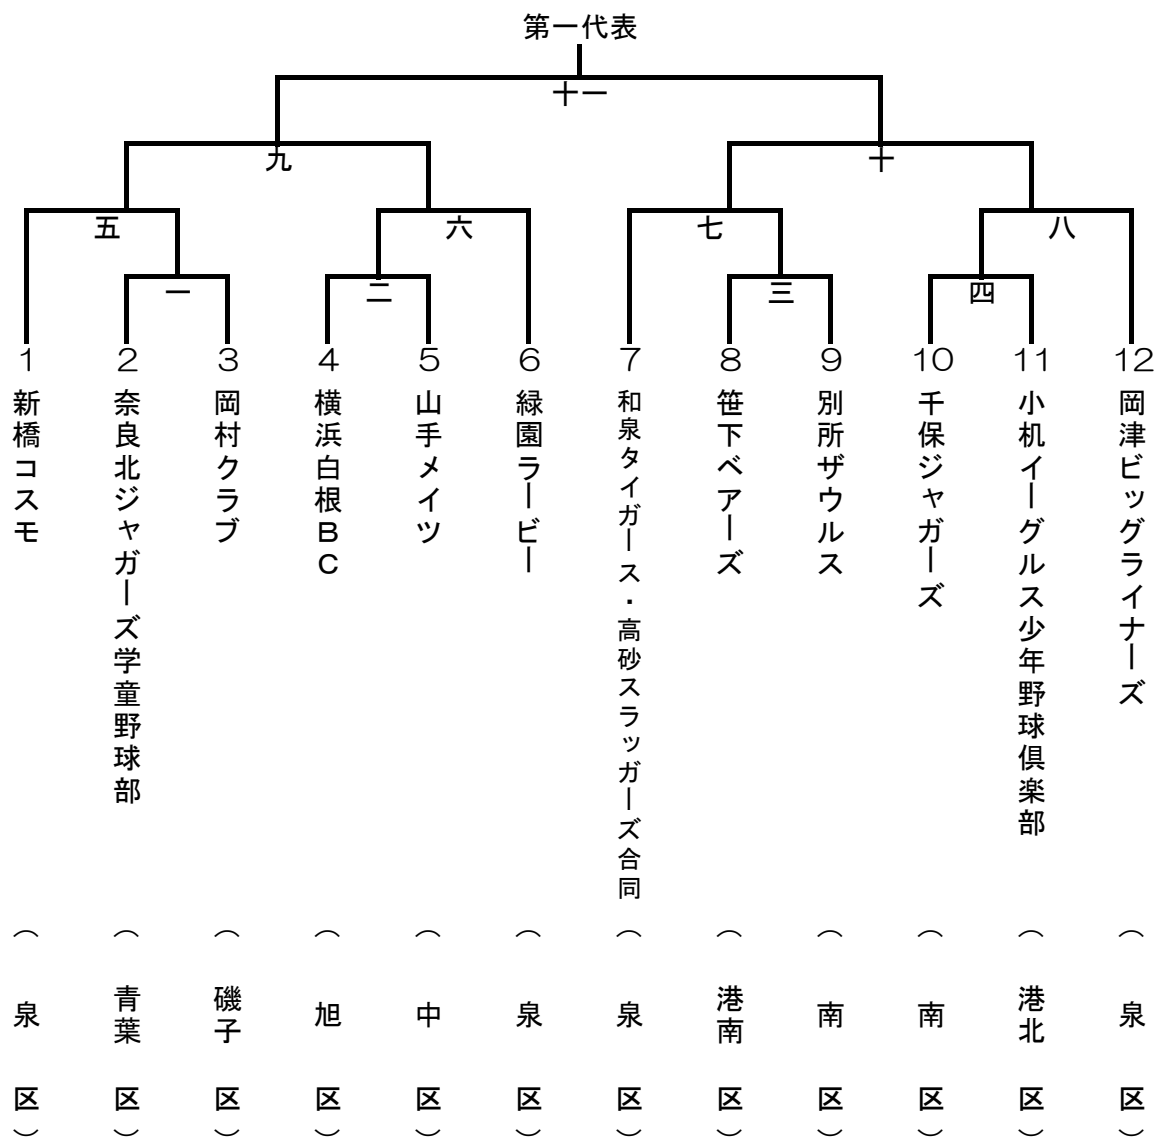 第一代表
十一
九
十
五
六
七
八
一
二
三
四
1
2
3
4
5
6
7
8
9
10
11
12
新橋コスモ
奈良北ジャガーズ学童野球部
岡村クラブ
横浜白根BC
山手メイツ
緑園ラービー
和泉タイガース・高砂スラッガーズ合同
笹下ベアーズ
別所ザウルス
千保ジャガーズ
小机イーグルス少年野球倶楽部
岡津ビッグライナーズ
（泉区）
（青葉区）
（磯子区）
（旭区）
（中区）
（泉区）
（泉区）
（港南区）
（南区）
（南区）
（港北区）
（泉区）